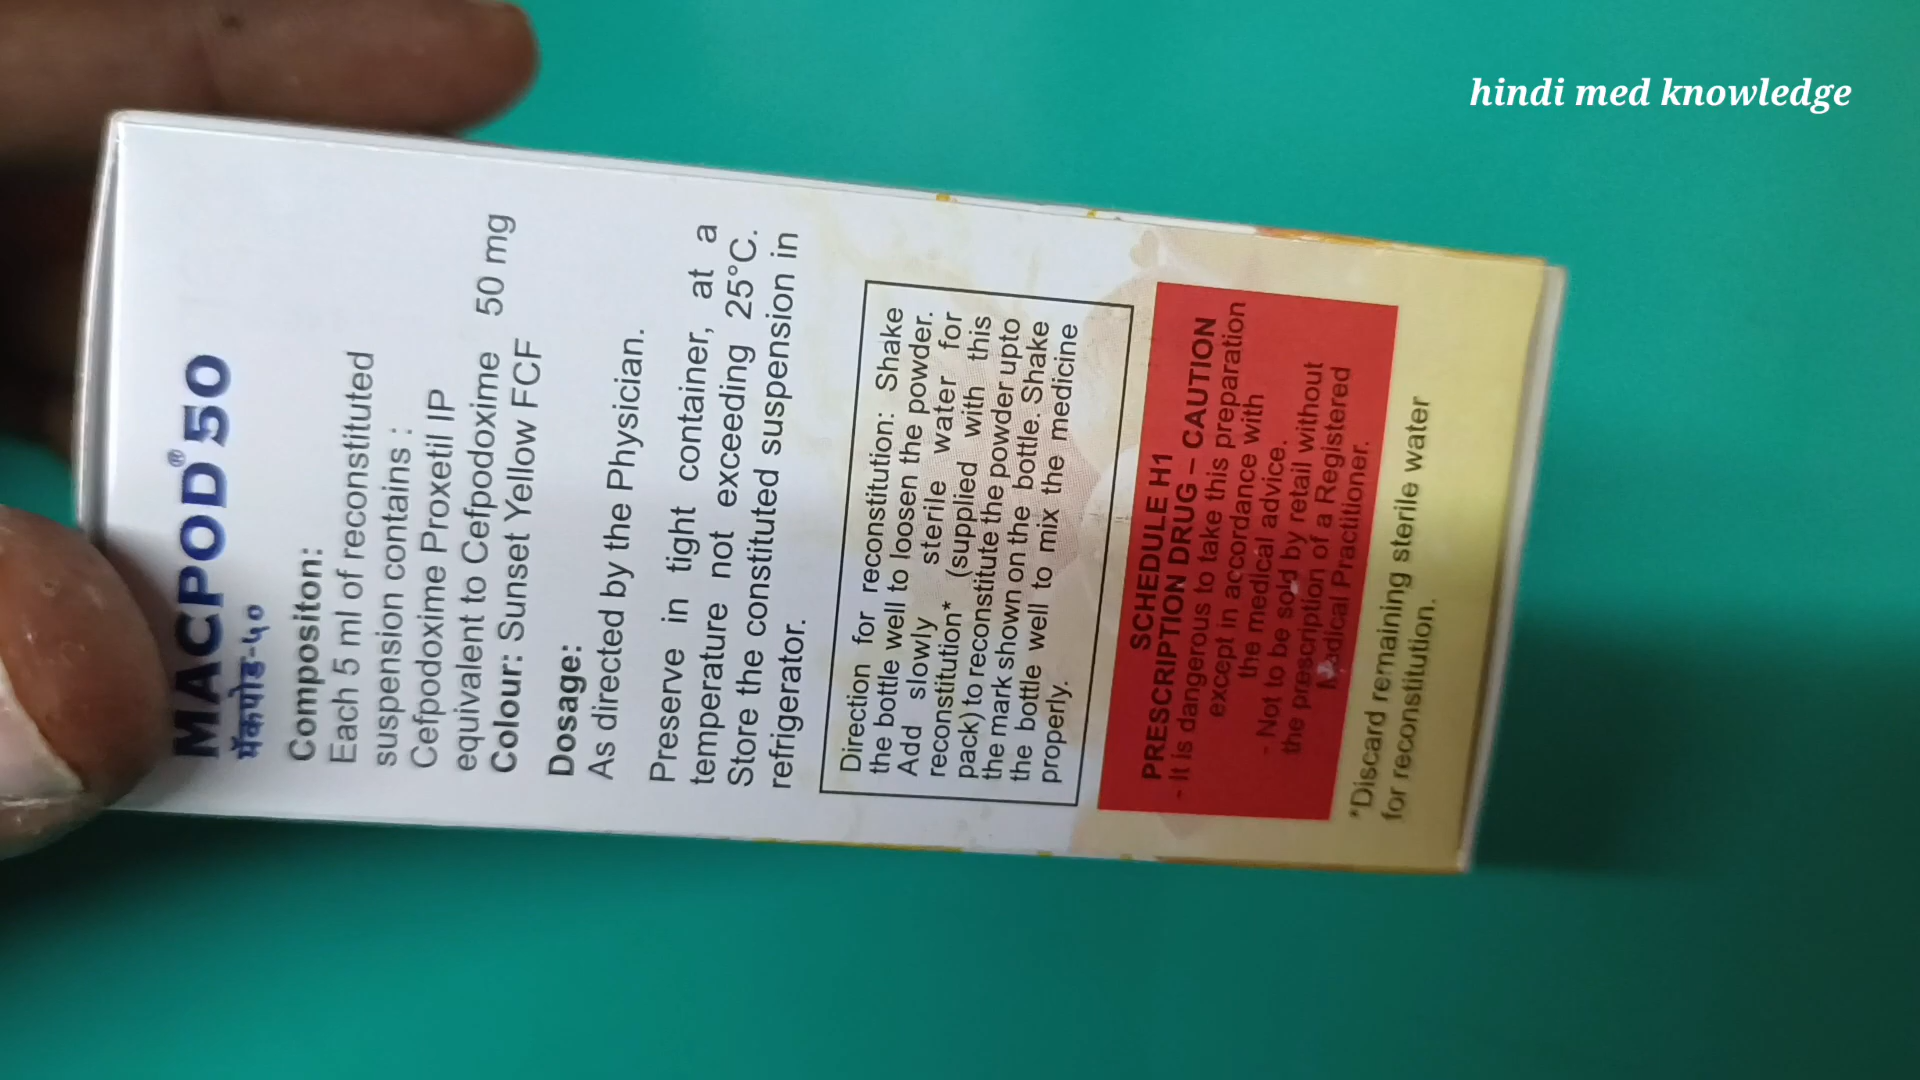 hindi med knowledge
MACPOD® 50
मॅकपोड-५०
Compositon:
Each 5 ml of reconstituted
suspension contains :
Cefpodoxime Proxetil IP
equivalent to Cefpodoxime 50 mg
Colour: Sunset Yellow FCF
Dosage:
As directed by the Physician.
Preserve in tight container, at a
temperature not exceeding 25°C.
Store the constituted suspension in
refrigerator.
Direction for reconstitution: Shake
the bottle well to loosen the powder.
Add slowly sterile water for
reconstitution* (supplied with this
pack) to reconstitute the powder upto
the mark shown on the bottle. Shake
the bottle well to mix the medicine
properly.
SCHEDULE H1
PRESCRIPTION DRUG – CAUTION
- It is dangerous to take this preparation
except in accordance with
the medical advice.
- Not to be sold by retail without
the prescription of a Registered
Medical Practitioner.
*Discard remaining sterile water
for reconstitution.